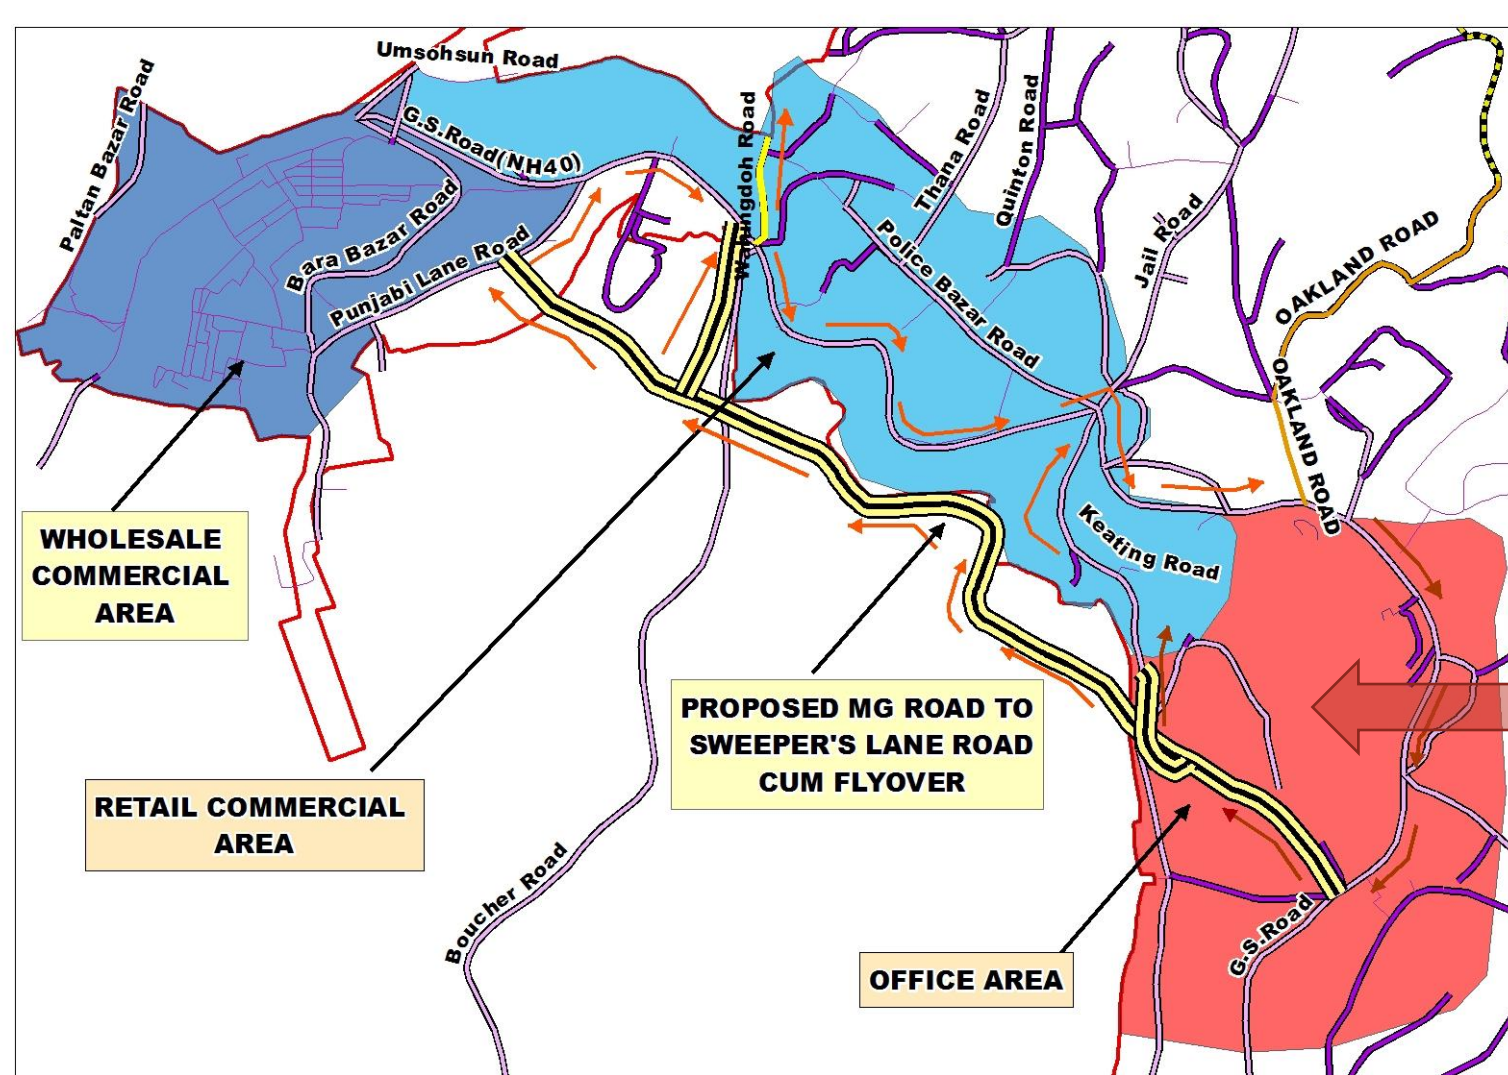 Umsohsun Road
Paltan Bazar Road
G.S.Road(NH40)
Wahungdoh Road
Thana Road
Quinton Road
Bara Bazar Road
Punjabi Lane Road
Police Bazar Road
Jail Road
OAKLAND ROAD
OAKLAND ROAD
Keating Road
WHOLESALE
COMMERCIAL
AREA
PROPOSED MG ROAD TO
SWEEPER'S LANE ROAD
CUM FLYOVER
RETAIL COMMERCIAL
AREA
Boucher Road
G.S.Road
OFFICE AREA